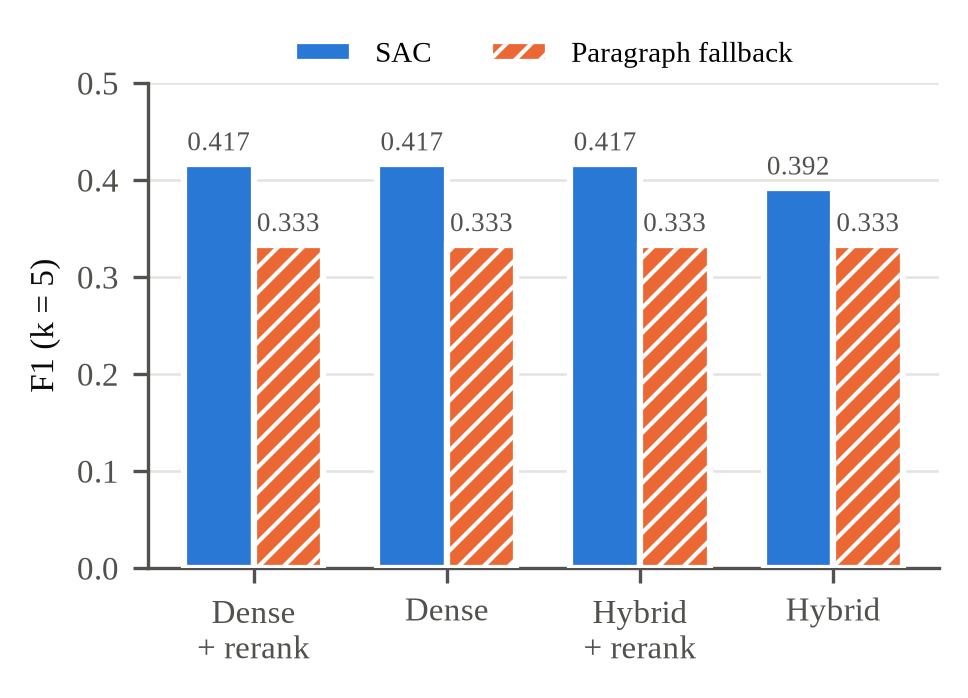 SAC Paragraph fallback
0.5
0.4
0.3
0.2
0.1
0.0
F1 (k = 5)
0.417 0.333
0.417 0.333
0.417 0.333
0.392 0.333
Dense
+ rerank
Dense
Hybrid
+ rerank
Hybrid